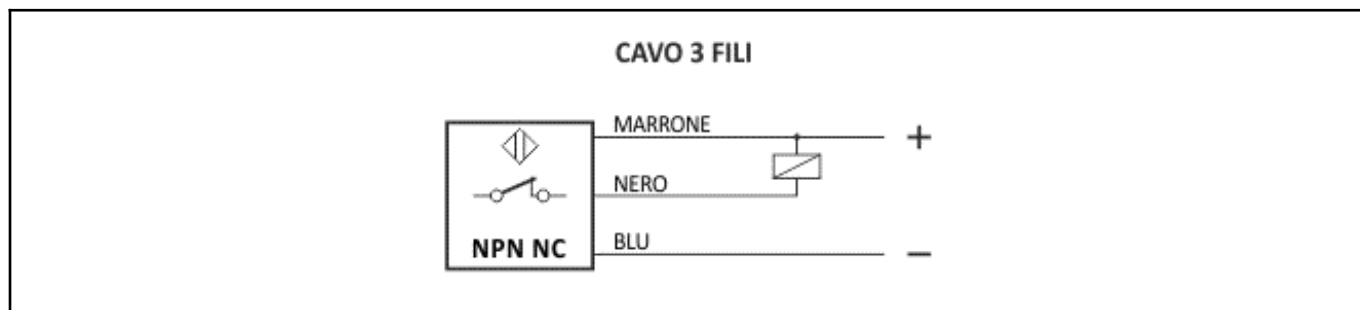 CAVO 3 FILI
MARRONE
+
NERO
NPN NC
BLU
−